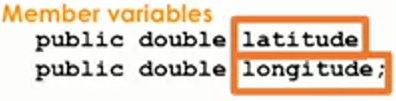 Member variables
public double latitude
public double longitude;